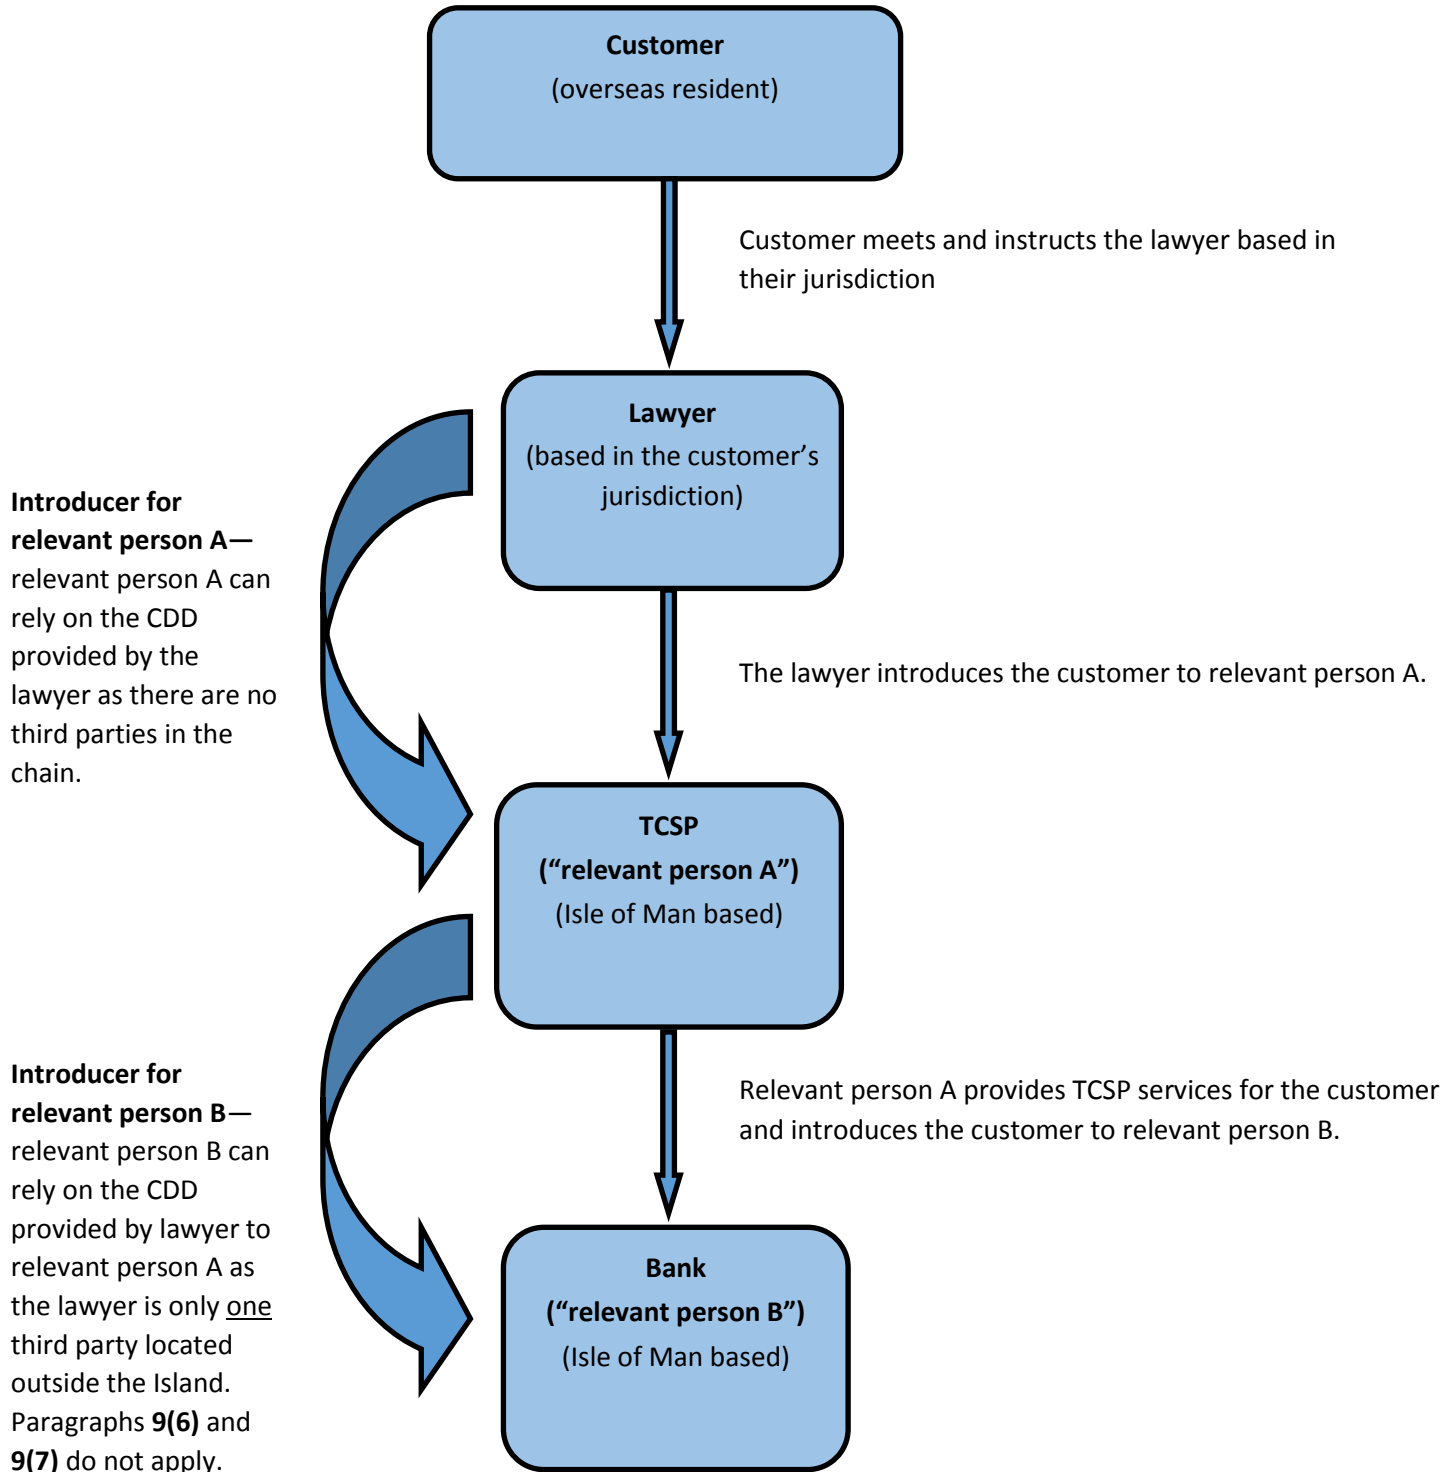 Customer
(overseas resident)
Customer meets and instructs the lawyer based in
their jurisdiction
Lawyer
(based in the customer’s
jurisdiction)
Introducer for
relevant person A—
relevant person A can
rely on the CDD
provided by the
lawyer as there are no
third parties in the
chain.
The lawyer introduces the customer to relevant person A.
TCSP
(“relevant person A”)
(Isle of Man based)
Introducer for
relevant person B—
relevant person B can
rely on the CDD
provided by lawyer to
relevant person A as
the lawyer is only one
third party located
outside the Island.
Paragraphs 9(6) and
9(7) do not apply.
Relevant person A provides TCSP services for the customer
and introduces the customer to relevant person B.
Bank
(“relevant person B”)
(Isle of Man based)